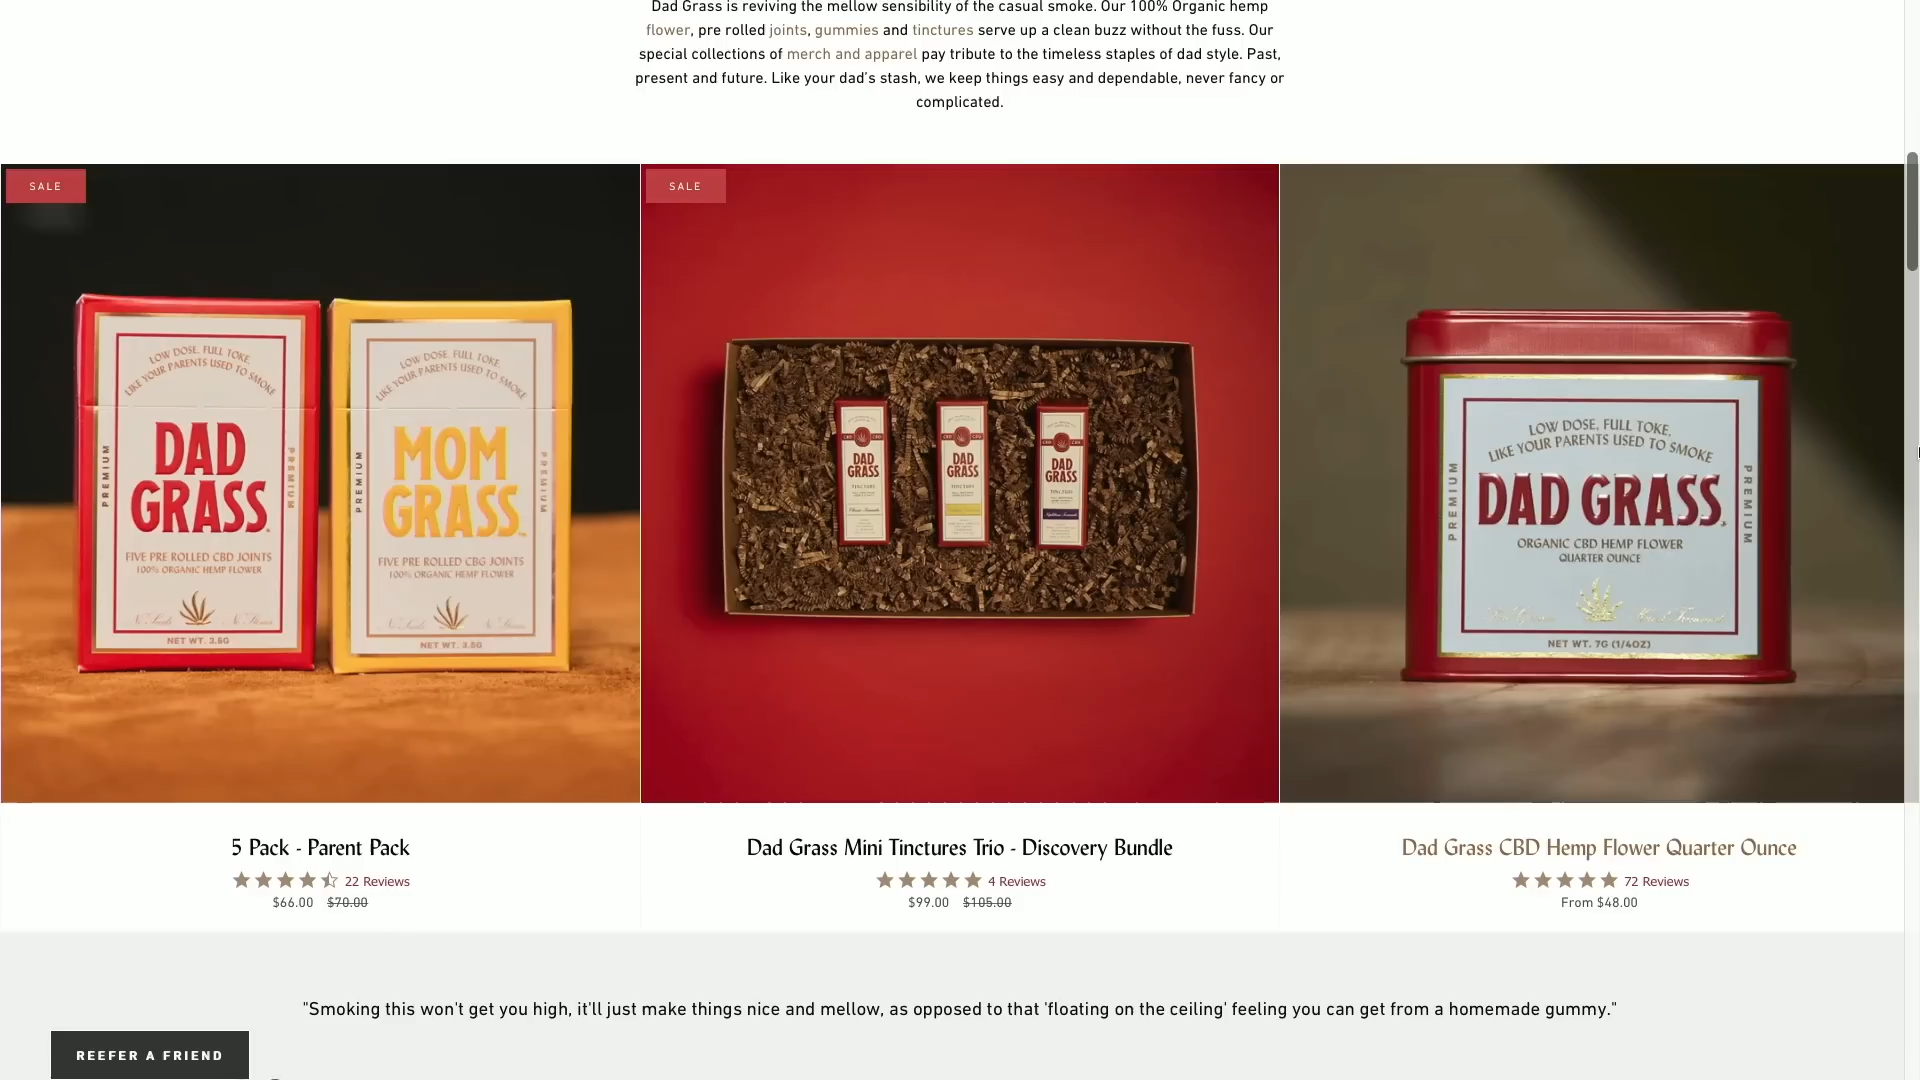 Dad Grass is reviving the mellow sensibility of the casual smoke. Our 100% Organic hemp
flower, pre rolled joints, gummies and tinctures serve up a clean buzz without the fuss. Our
special collections of merch and apparel pay tribute to the timeless staples of dad style. Past,
present and future. Like your dad's stash, we keep things easy and dependable, never fancy or
complicated.
SALE
LOW DOSE, FULL TOKE,
LIKE YOUR PARENTS USED TO SMOKE
PREMIUM
DAD
GRASS
PREMIUM
FIVE PRE ROLLED CBD JOINTS
100% ORGANIC HEMP FLOWER
No Seeds No Stems
NET WT. 3.5G
LOW DOSE, FULL TOKE,
LIKE YOUR PARENTS USED TO SMOKE
PREMIUM
MOM
GRASS
PREMIUM
FIVE PRE ROLLED CBG JOINTS
100% ORGANIC HEMP FLOWER
No Seeds No Stems
NET WT. 3.5G
SALE
DAD
GRASS
TINCTURE
DAD
GRASS
TINCTURE
DAD
GRASS
TINCTURE
LOW DOSE, FULL TOKE,
LIKE YOUR PARENTS USED TO SMOKE
PREMIUM
DAD GRASS
PREMIUM
ORGANIC CBD HEMP FLOWER
QUARTER OUNCE
NET WT. 7G (1/4OZ)
5 Pack - Parent Pack
22 Reviews
$66.00 $70.00
Dad Grass Mini Tinctures Trio - Discovery Bundle
4 Reviews
$99.00 $105.00
Dad Grass CBD Hemp Flower Quarter Ounce
72 Reviews
From $48.00
"Smoking this won't get you high, it'll just make things nice and mellow, as opposed to that 'floating on the ceiling' feeling you can get from a homemade gummy."
REEFER A FRIEND